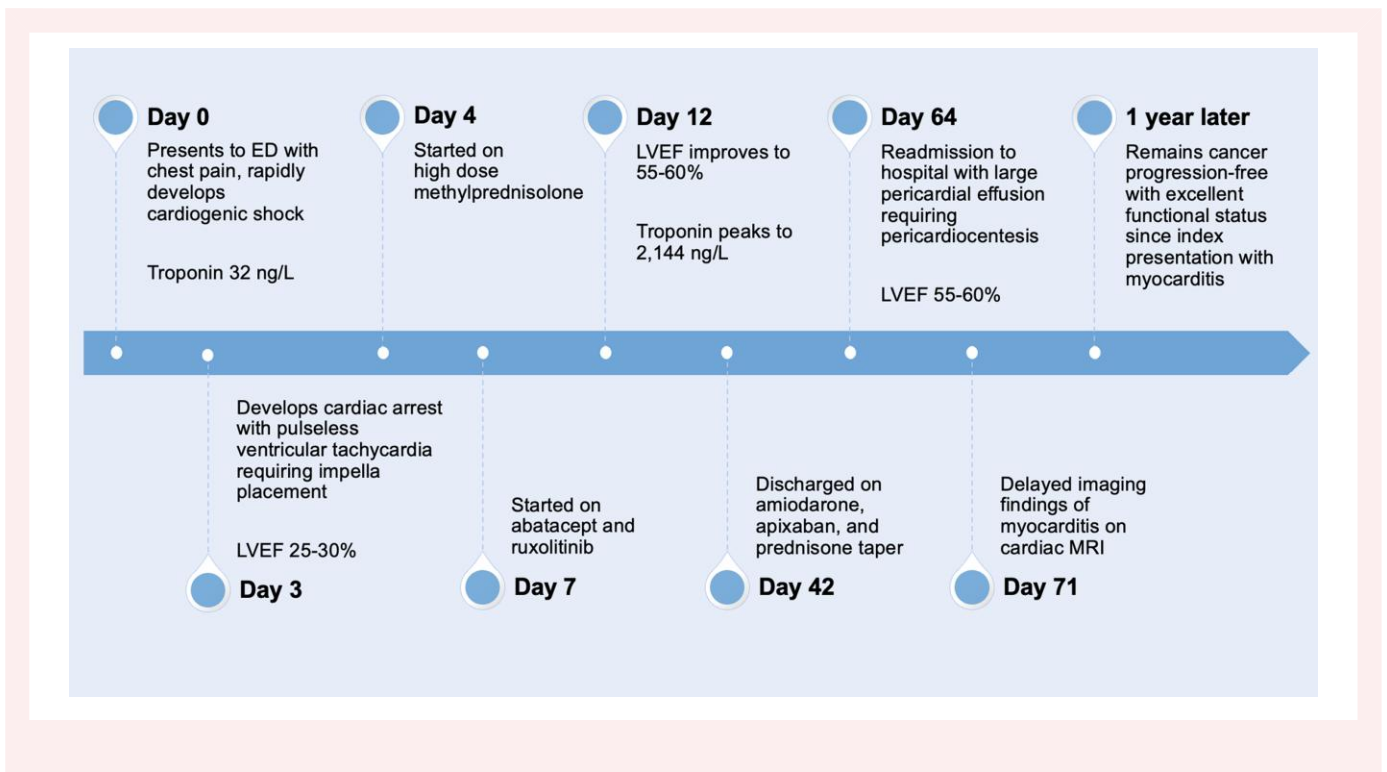 Day 0
Presents to ED with
chest pain, rapidly
develops
cardiogenic shock
Troponin 32 ng/L
Develops cardiac arrest
with pulseless
ventricular tachycardia
requiring impella
placement
LVEF 25-30%
Day 3
Day 4
Started on
high dose
methylprednisolone
Started on
abatacept and
ruxolitinib
Day 7
Day 12
LVEF improves to
55-60%
Troponin peaks to
2,144 ng/L
Discharged on
amiodarone,
apixaban, and
prednisone taper
Day 42
Day 64
Readmission to
hospital with large
pericardial effusion
requiring
pericardiocentesis
LVEF 55-60%
Delayed imaging
findings of
myocarditis on
cardiac MRI
Day 71
1 year later
Remains cancer
progression-free
with excellent
functional status
since index
presentation with
myocarditis